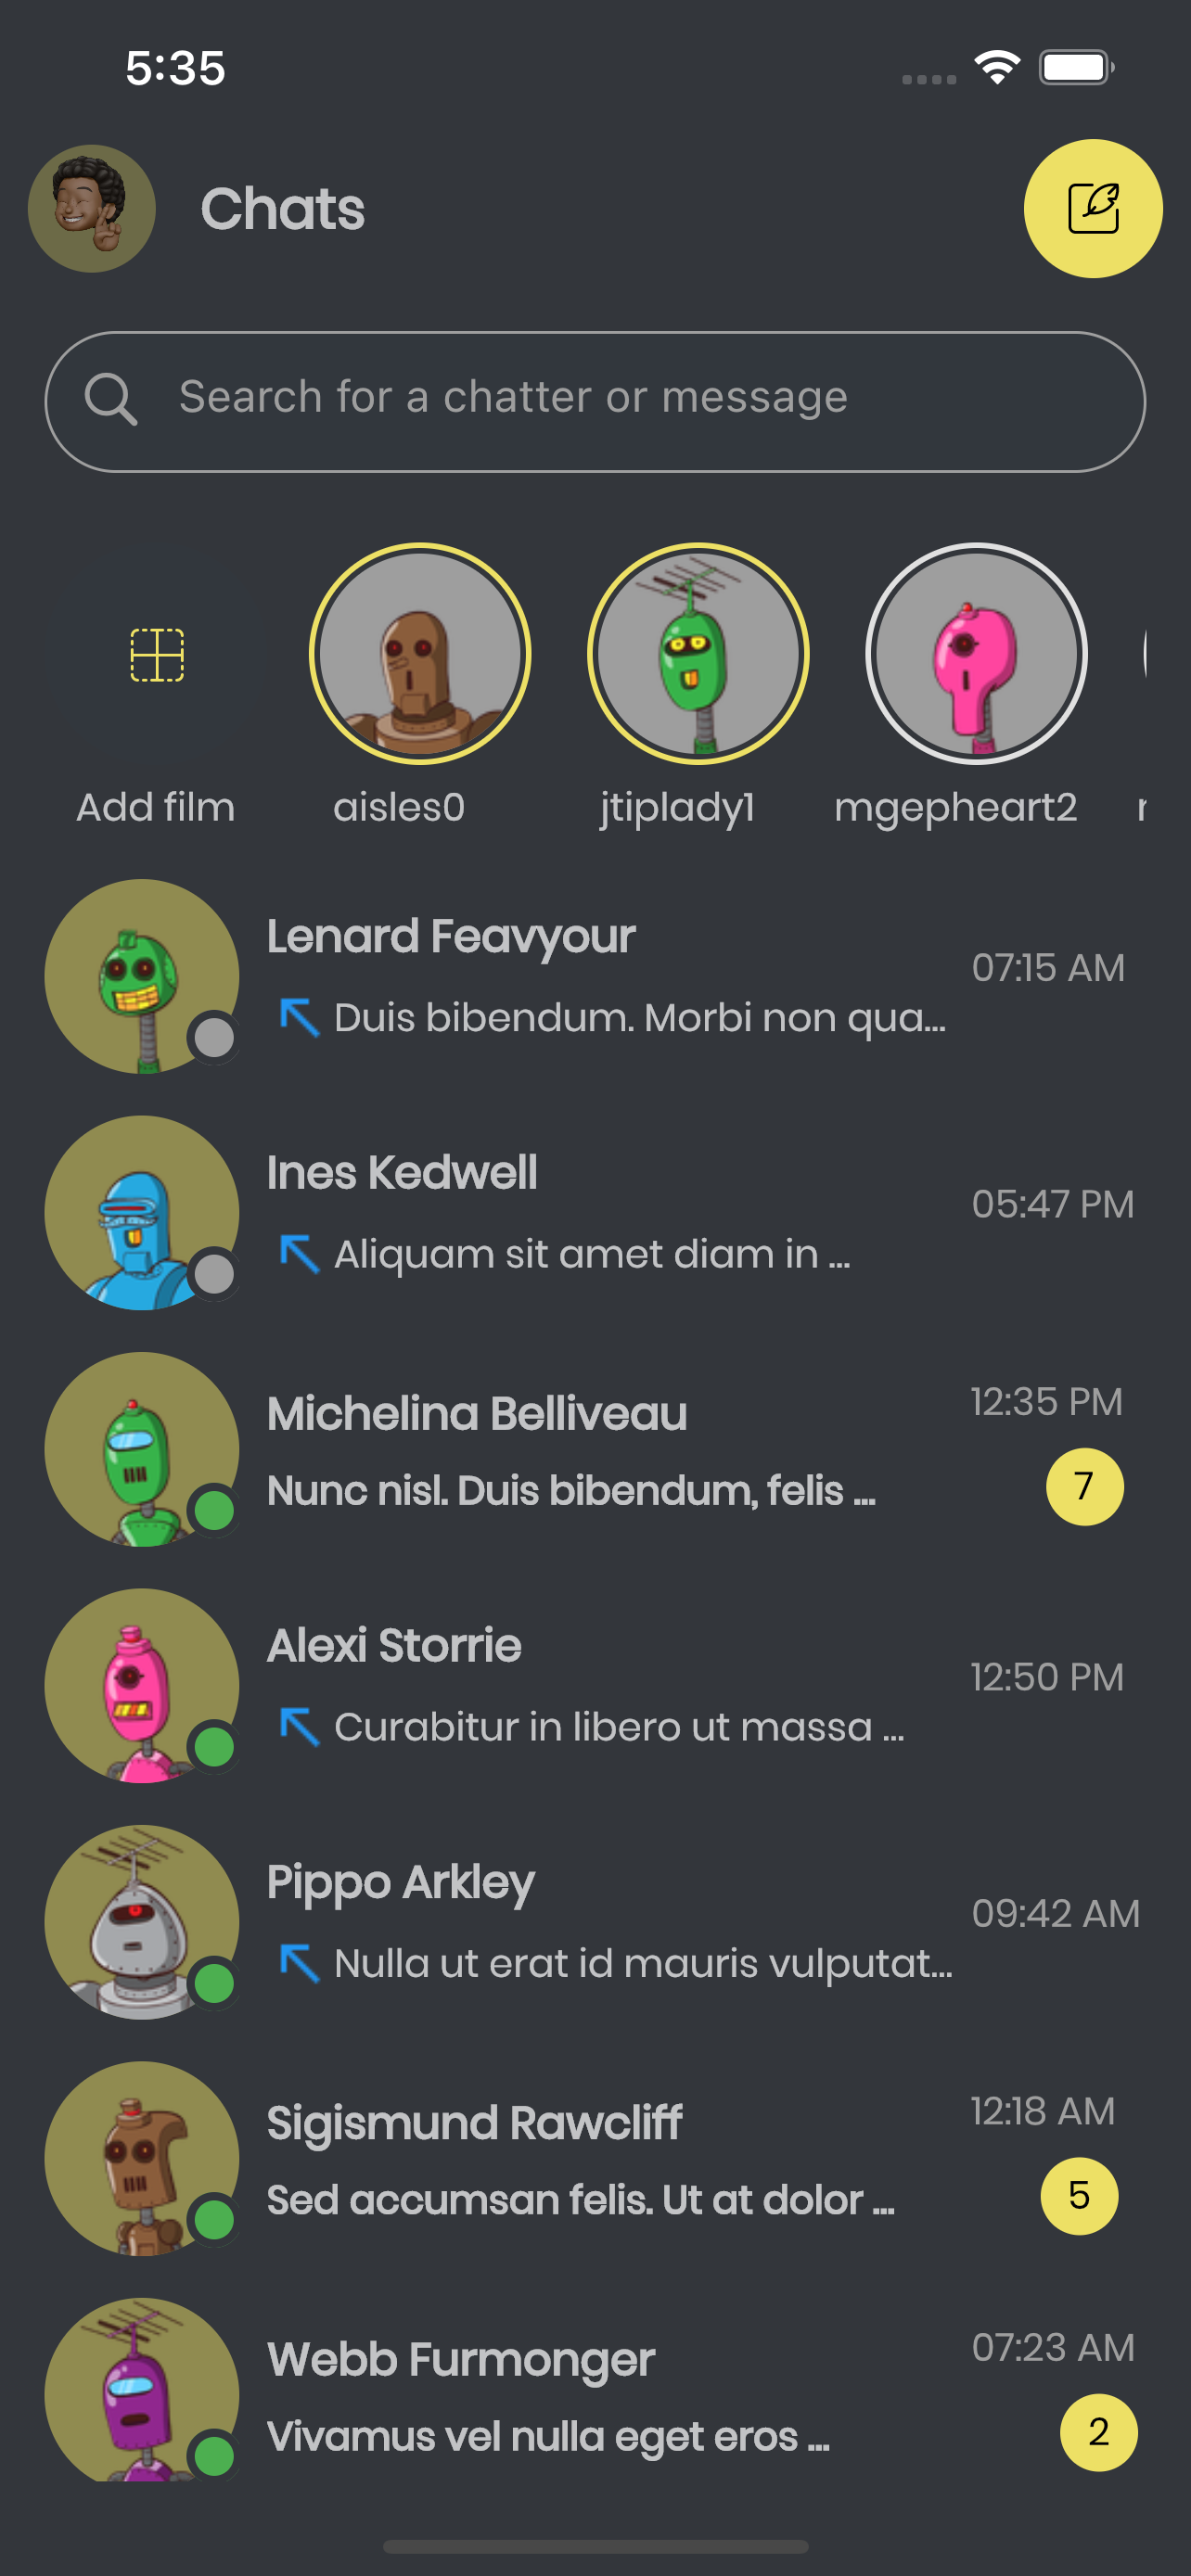 5:35
Chats
Search for a chatter or message
Add film
aisles0
jtiplady1
mgepheart2
Lenard Feavyour
07:15 AM
Duis bibendum. Morbi non qua...
Ines Kedwell
05:47 PM
Aliquam sit amet diam in ...
Michelina Belliveau
12:35 PM
Nunc nisl. Duis bibendum, felis ...
7
Alexi Storrie
12:50 PM
Curabitur in libero ut massa ...
Pippo Arkley
09:42 AM
Nulla ut erat id mauris vulputat...
Sigismund Rawcliff
12:18 AM
Sed accumsan felis. Ut at dolor ...
5
Webb Furmonger
07:23 AM
Vivamus vel nulla eget eros ...
2